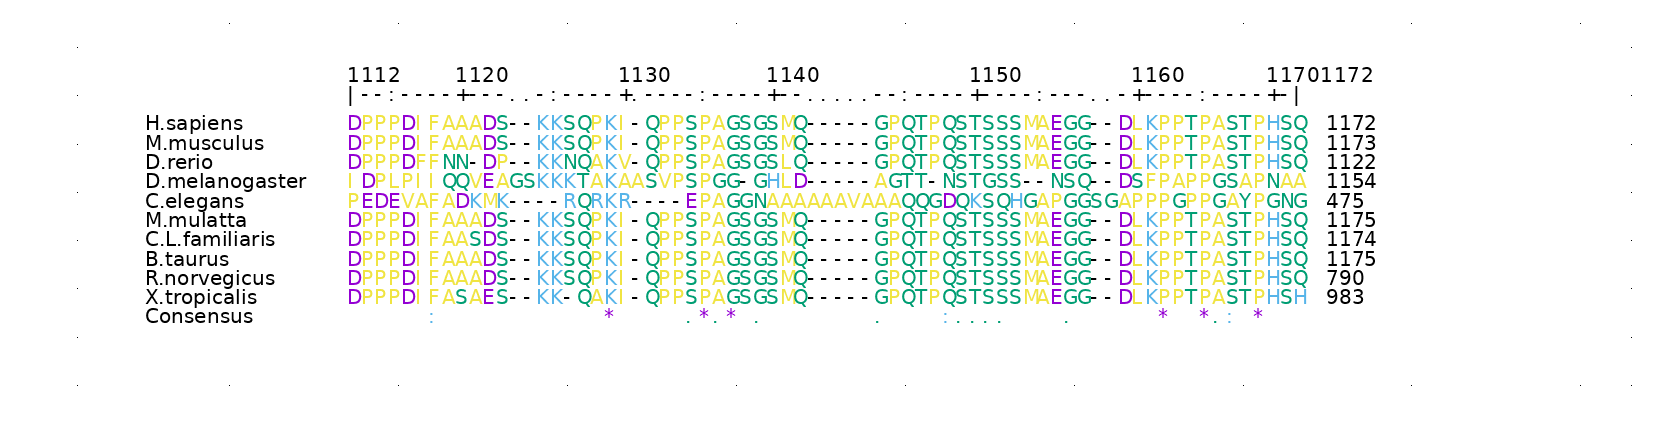 1112 1120 1130 1140 1150 1160 11701172
|--:----+---..-:----+.----:----+--.....--:----+----:---..-+----:----+-|
H.sapiens DPPPDIFAAADS--KKSQPKI-QPPSPAGSGSMQ-----GPQTPQSTSSSMAEGG--DLKPPTPASTPHSQ 1172
M.musculus DPPPDIFAAADS--KKSQPKI-QPPSPAGSGSMQ-----GPQTPQSTSSSMAEGG--DLKPPTPASTPHSQ 1173
D.rerio DPPPDFFNN-DP--KKNQAKV-QPPSPAGSGSLQ-----GPQTPQSTSSSMAEGG--DLKPPTPASTPHSQ 1122
D.melanogaster IDPLPIIQQVEAGSKKKTAKAASVPSPGG-GHLD-----AGTT-NSTGSS--NSQ--DSFPAPPGSAPNAA 1154
C.elegans PEDEVAFADKMK----RQRKR----EPAGGNAAAAAAVAAAQQGDQKSQHGAPGGSGAPPPGPPGAYPGNG 475
M.mulatta DPPPDIFAAADS--KKSQPKI-QPPSPAGSGSMQ-----GPQTPQSTSSSMAEGG--DLKPPTPASTPHSQ 1175
C.L.familiaris DPPPDIFAASDS--KKSQPKI-QPPSPAGSGSMQ-----GPQTPQSTSSSMAEGG--DLKPPTPASTPHSQ 1174
B.taurus DPPPDIFAAADS--KKSQPKI-QPPSPAGSGSMQ-----GPQTPQSTSSSMAEGG--DLKPPTPASTPHSQ 1175
R.norvegicus DPPPDIFAAADS--KKSQPKI-QPPSPAGSGSMQ-----GPQTPQSTSSSMAEGG--DLKPPTPASTPHSQ 790
X.tropicalis DPPPDIFASAES--KK-QAKI-QPPSPAGSGSMQ-----GPQTPQSTSSSMAEGG--DLKPPTPASTPHSH 983
Consensus : * .*.* . . :.... . * *.: *